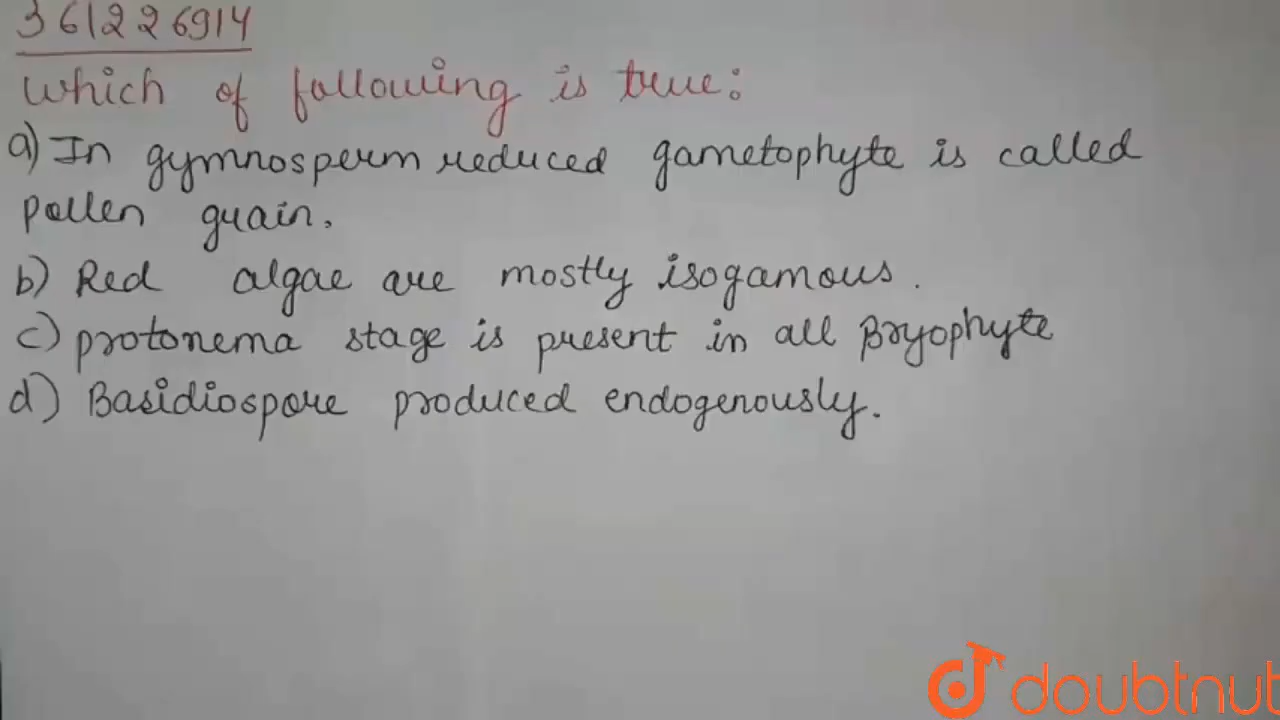 361226914
Which of following is true:
a) In gymnosperm reduced gametophyte is called
pollen grain.
b) Red algae are mostly isogamous.
c) protonema stage is present in all Bryophyte
d) Basidiospore produced endogenously.
doubtnut